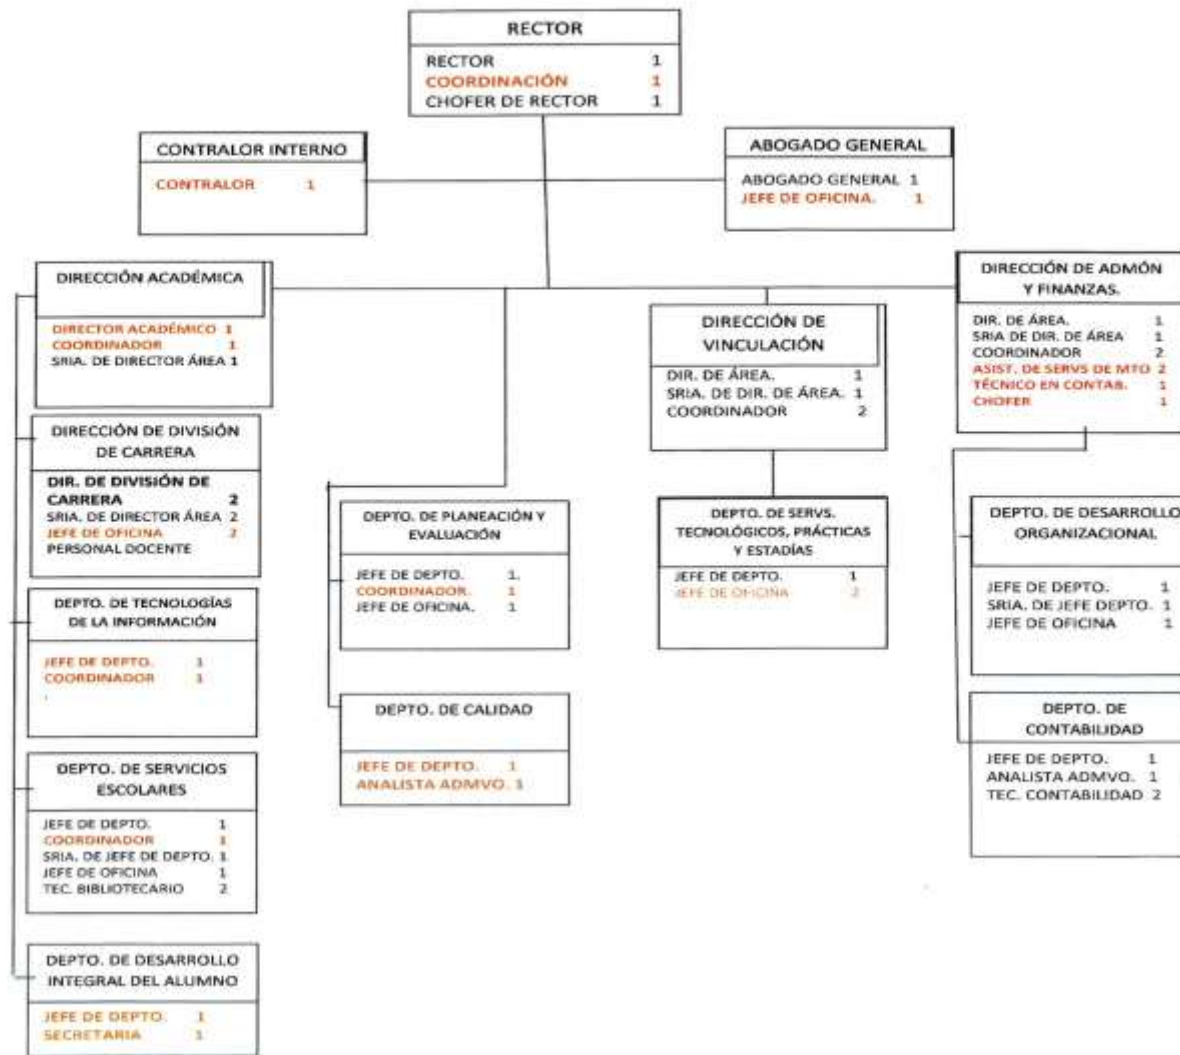 RECTOR
RECTOR 1
COORDINACIÓN 1
CHOFER DE RECTOR 1
CONTRALOR INTERNO
CONTRALOR 1
ABOGADO GENERAL
ABOGADO GENERAL 1
JEFE DE OFICINA. 1
DIRECCIÓN ACADÉMICA
DIRECTOR ACADÉMICO 1
COORDINADOR 1
SRIA. DE DIRECTOR ÁREA 1
DIRECCIÓN DE DIVISIÓN
DE CARRERA
DIR. DE DIVISIÓN DE
CARRERA 2
SRIA. DE DIRECTOR ÁREA 2
JEFE DE OFICINA 2
PERSONAL DOCENTE
DEPTO. DE TECNOLOGÍAS
DE LA INFORMACIÓN
JEFE DE DEPTO. 1
COORDINADOR 1
DEPTO. DE SERVICIOS
ESCOLARES
JEFE DE DEPTO. 1
COORDINADOR 1
SRIA. DE JEFE DE DEPTO. 1
JEFE DE OFICINA 1
TEC. BIBLIOTECARIO 2
DEPTO. DE DESARROLLO
INTEGRAL DEL ALUMNO
JEFE DE DEPTO. 1
SECRETARIA 1
DEPTO. DE PLANEACIÓN Y
EVALUACIÓN
JEFE DE DEPTO. 1.
COORDINADOR. 1
JEFE DE OFICINA. 1
DEPTO. DE CALIDAD
JEFE DE DEPTO. 1
ANALISTA ADMVO. 1
DIRECCIÓN DE
VINCULACIÓN
DIR. DE ÁREA. 1
SRIA. DE DIR. DE ÁREA. 1
COORDINADOR 2
DEPTO. DE SERVS.
TECNOLÓGICOS, PRÁCTICAS
Y ESTADÍAS
JEFE DE DEPTO. 1
JEFE DE OFICINA 2
DIRECCIÓN DE ADMÓN
Y FINANZAS.
DIR. DE ÁREA. 1
SRIA DE DIR. DE ÁREA 1
COORDINADOR 2
ASIST. DE SERVS DE MTO 2
TÉCNICO EN CONTAB. 1
CHOFER 1
DEPTO. DE DESARROLLO
ORGANIZACIONAL
JEFE DE DEPTO. 1
SRIA. DE JEFE DEPTO. 1
JEFE DE OFICINA 1
DEPTO. DE
CONTABILIDAD
JEFE DE DEPTO. 1
ANALISTA ADMVO. 1
TEC. CONTABILIDAD 2